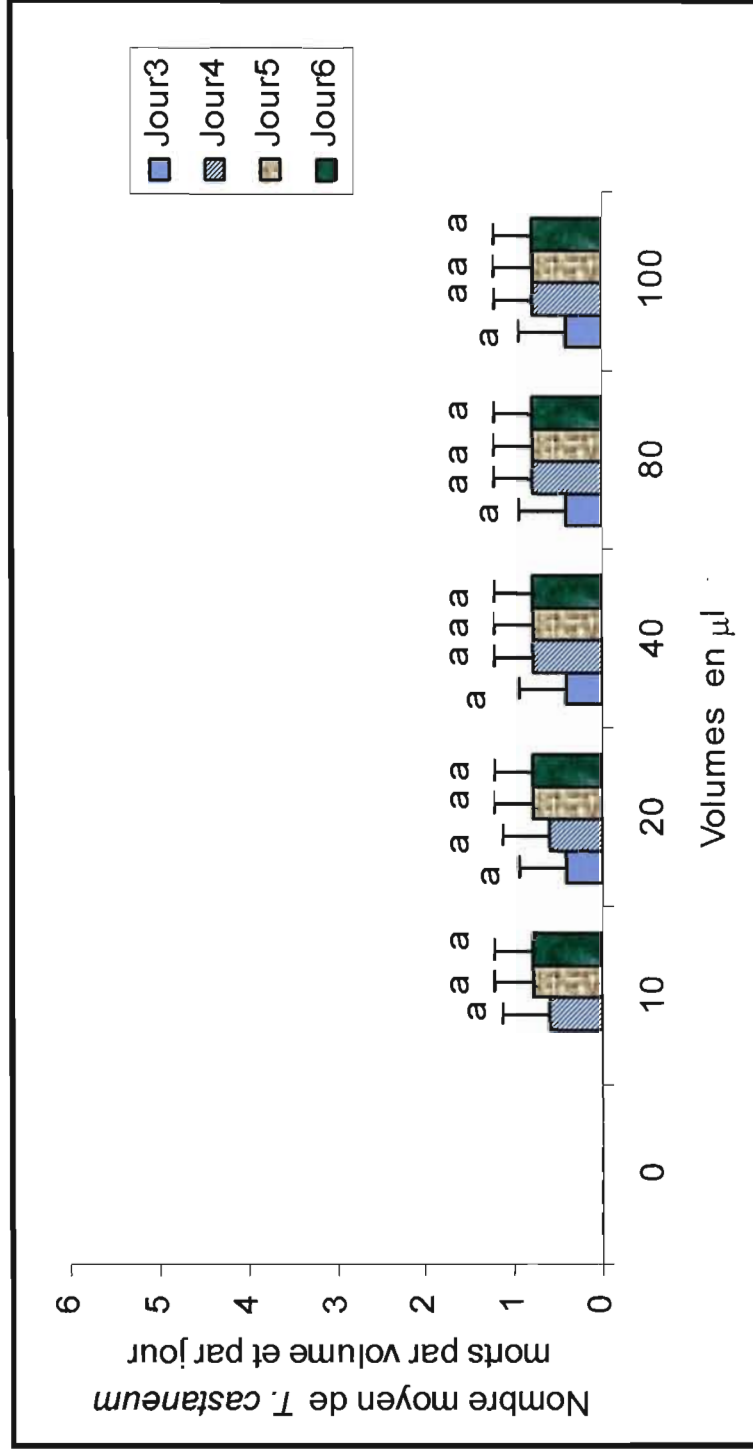 Nombre moyen de T. castaneum
morts par volume et par jour
6
5
4
3
2
1
0
a a a
a a a a
a a a a
a a a a
a a a a
0 10 20 40 80 100
Volumes en µl
Jour3
Jour4
Jour5
Jour6